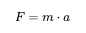 F = m · a